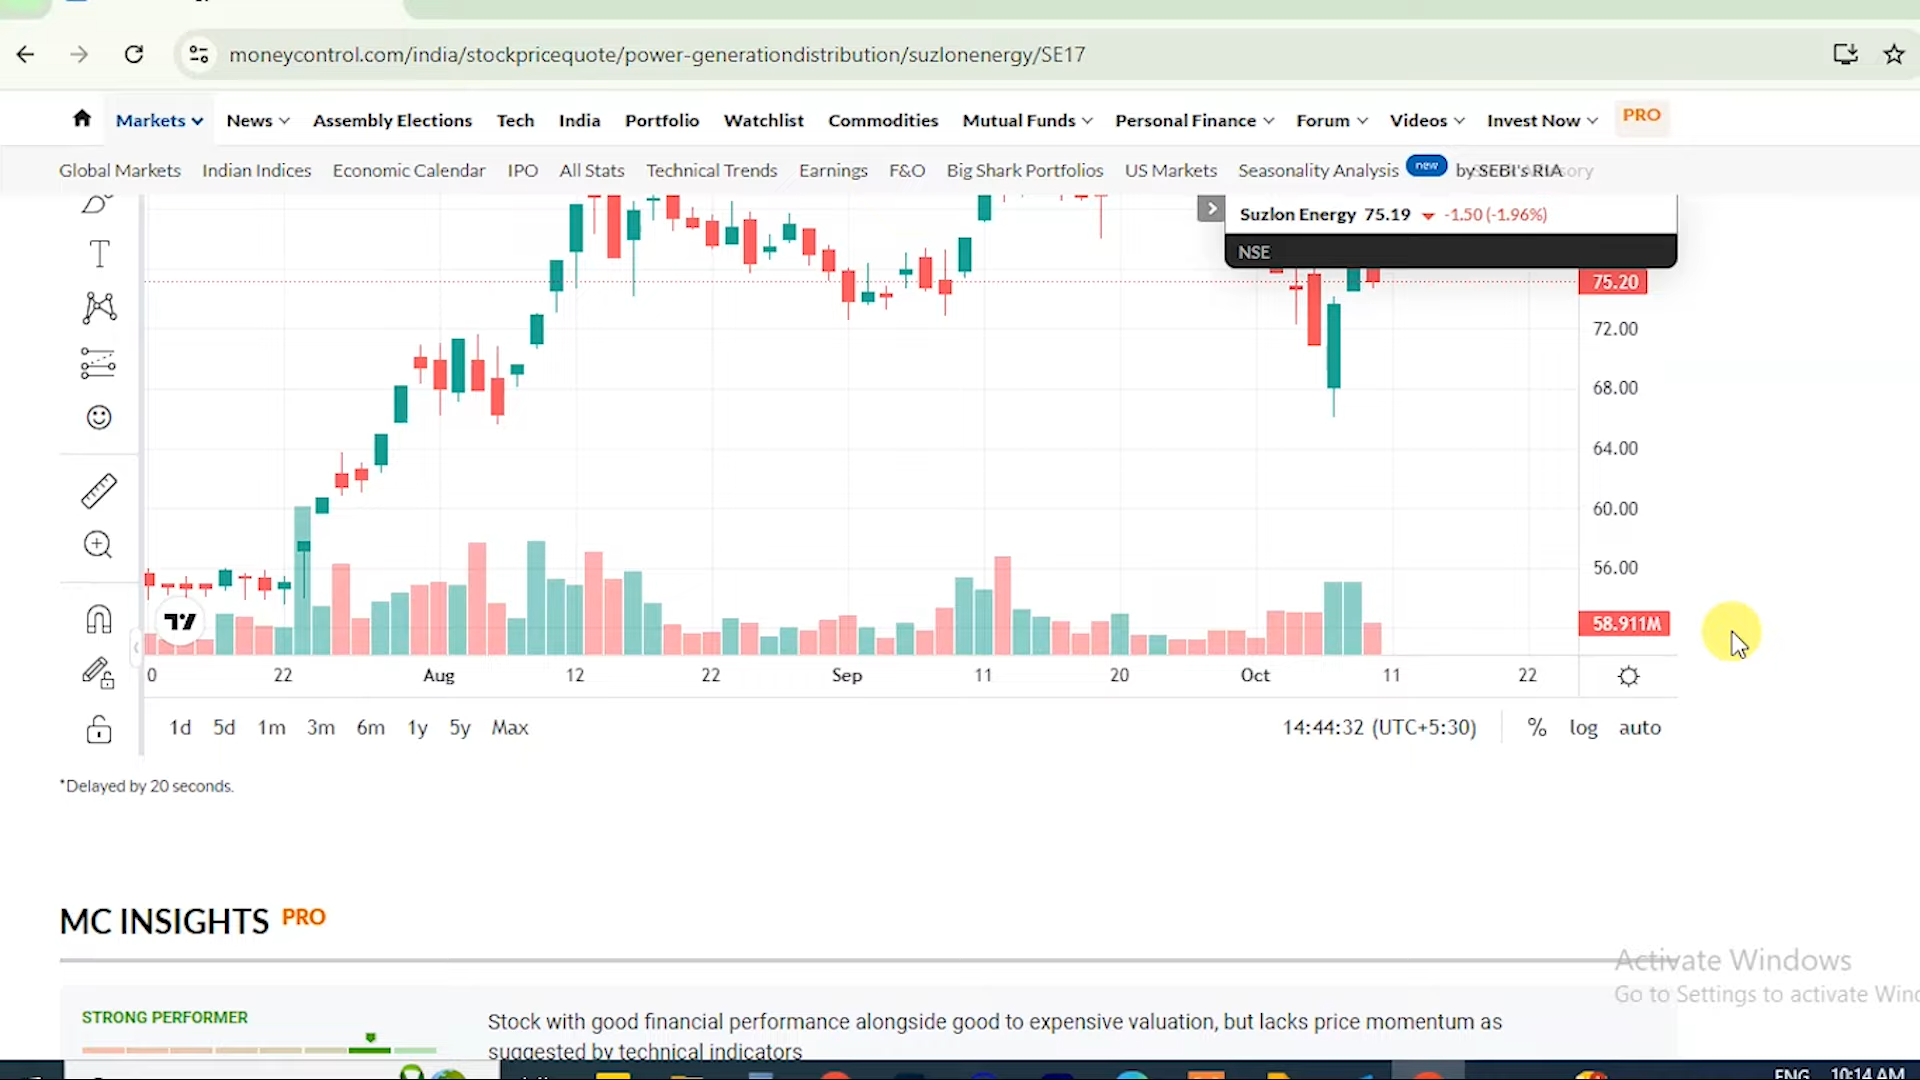 moneycontrol.com/india/stockpricequote/power-generationdistribution/suzlonenergy/SE17
Markets News Assembly Elections Tech India Portfolio Watchlist Commodities Mutual Funds Personal Finance Forum Videos Invest Now PRO
Global Markets Indian Indices Economic Calendar IPO All Stats Technical Trends Earnings F&O Big Shark Portfolios US Markets Seasonality Analysis new by SEBI's RIA
Suzlon Energy 75.19 -1.50 (-1.96%)
NSE
75.20
72.00
68.00
64.00
60.00
56.00
58.911M
0 22 Aug 12 22 Sep 11 20 Oct 11 22
1d 5d 1m 3m 6m 1y 5y Max 14:44:32 (UTC+5:30) % log auto
*Delayed by 20 seconds.
MC INSIGHTS PRO
Activate Windows
Go to Settings to activate
STRONG PERFORMER
Stock with good financial performance alongside good to expensive valuation, but lacks price momentum as
suggested by technical indicators
ENG 10:14 AM